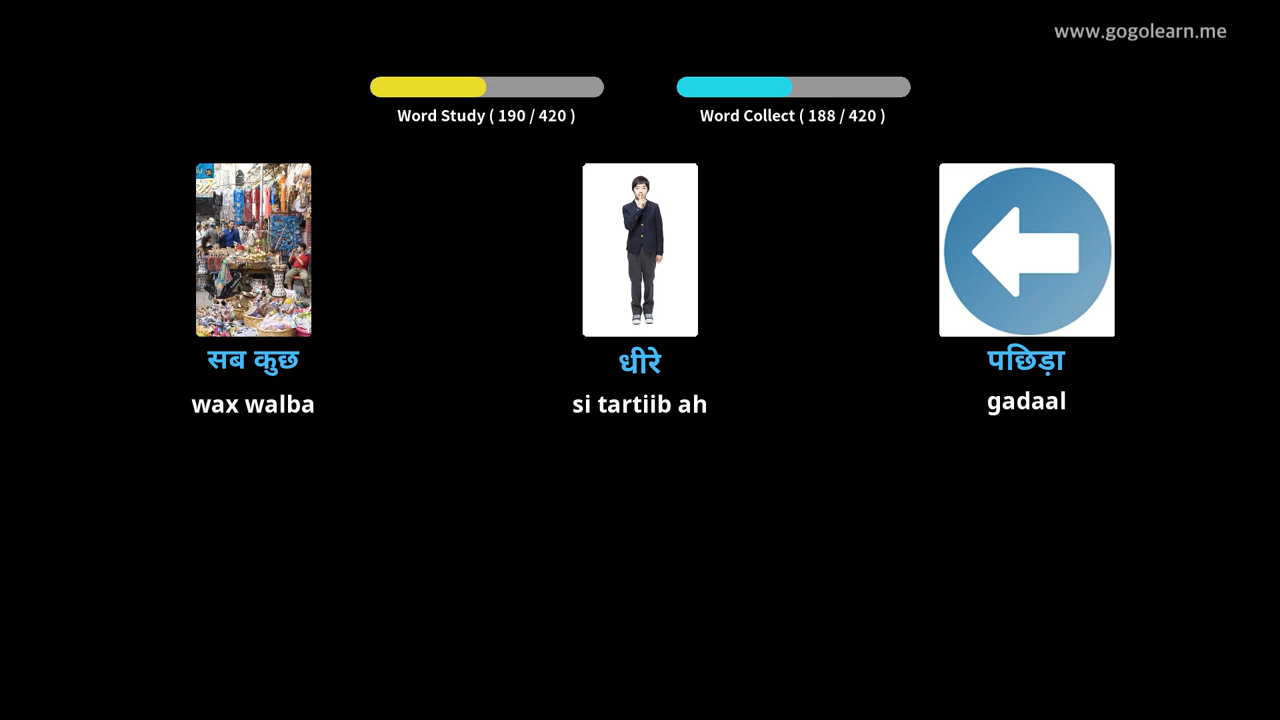 www.gogolearn.me
Word Study ( 190 / 420 )
Word Collect ( 188 / 420 )
सब कुछ
धीरे
पछिड़ा
wax walba
si tartiib ah
gadaal